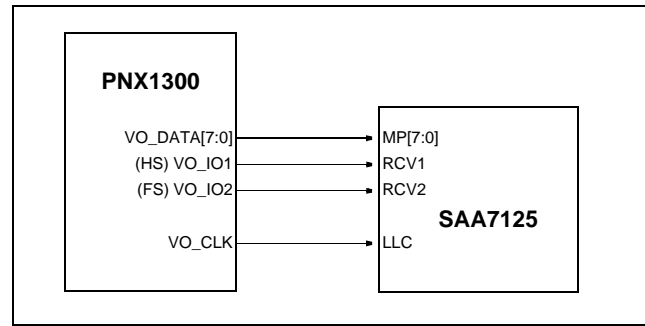 PNX1300
VO_DATA[7:0]
(HS) VO_IO1
(FS) VO_IO2
VO_CLK
MP[7:0]
RCV1
RCV2
SAA7125
LLC